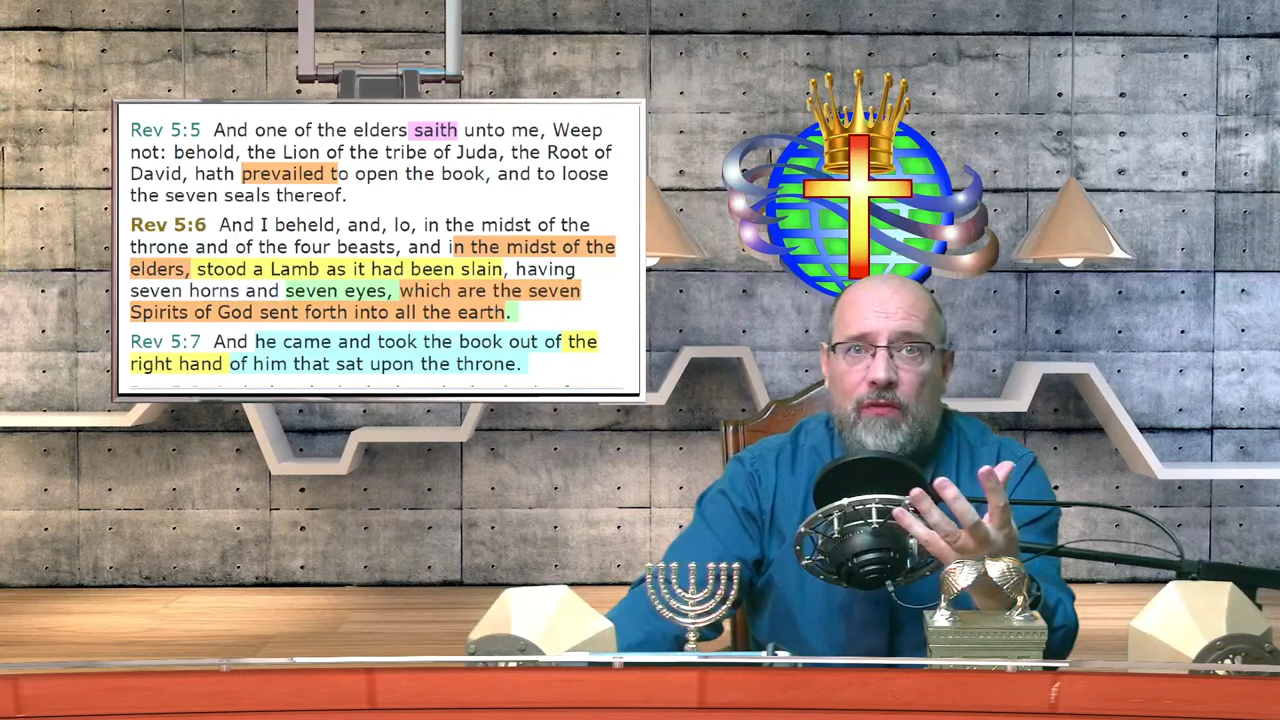 Rev 5:5 And one of the elders saith unto me, Weep
not: behold, the Lion of the tribe of Juda, the Root of
David, hath prevailed to open the book, and to loose
the seven seals thereof.
Rev 5:6 And I beheld, and, lo, in the midst of the
throne and of the four beasts, and in the midst of the
elders, stood a Lamb as it had been slain, having
seven horns and seven eyes, which are the seven
Spirits of God sent forth into all the earth.
Rev 5:7 And he came and took the book out of the
right hand of him that sat upon the throne.